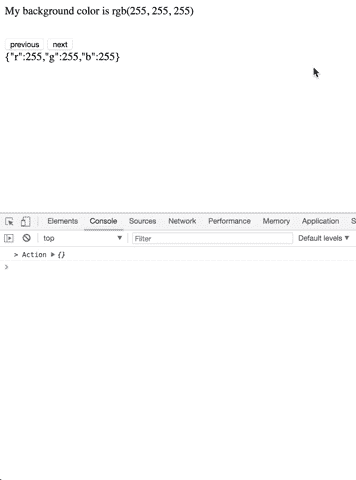 My background color is rgb(255, 255, 255)
previous next
{"r":255,"g":255,"b":255}
Elements Console Sources Network Performance Memory Application S
top ▼ Filter Default levels ▼
> Action ▶ {}
>